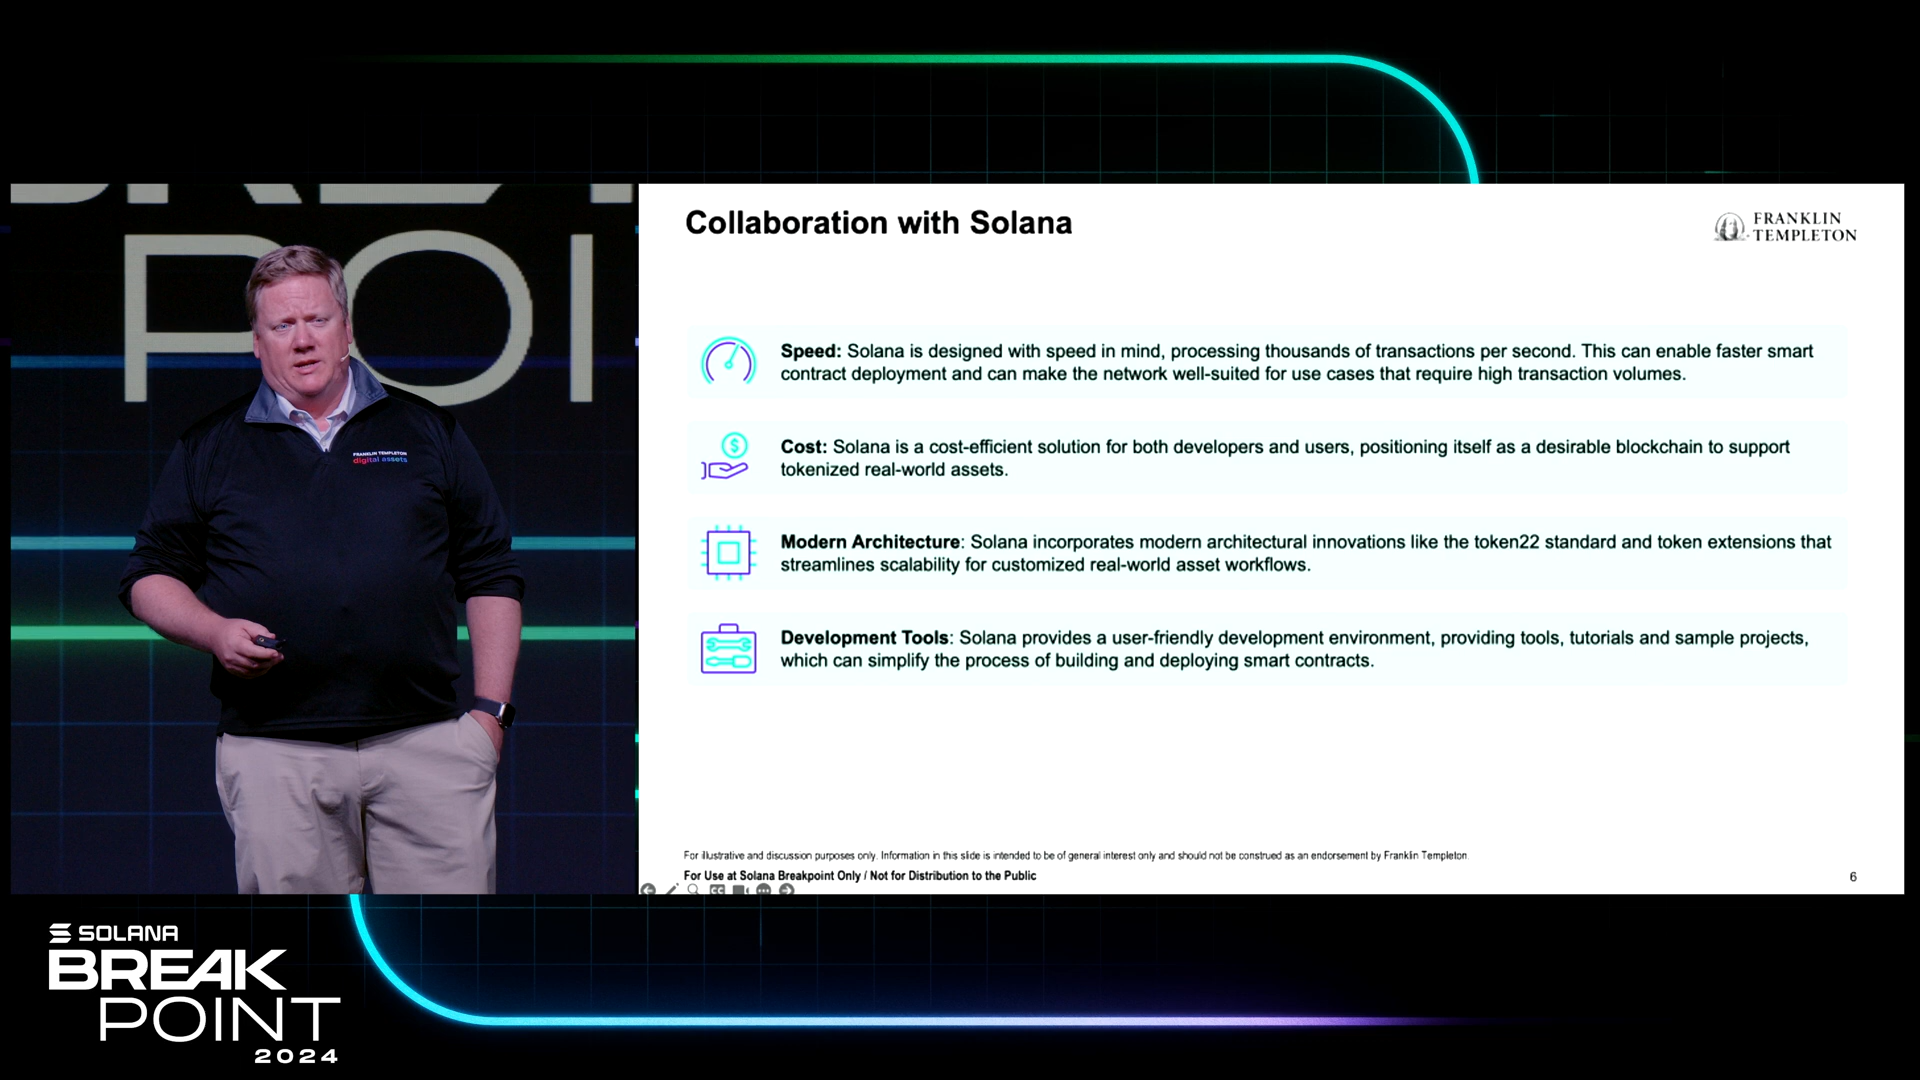 BREAK
POI
FRANKLIN TEMPLETON
digital assets
Collaboration with Solana
FRANKLIN
TEMPLETON
Speed: Solana is designed with speed in mind, processing thousands of transactions per second. This can enable faster smart
contract deployment and can make the network well-suited for use cases that require high transaction volumes.
Cost: Solana is a cost-efficient solution for both developers and users, positioning itself as a desirable blockchain to support
tokenized real-world assets.
Modern Architecture: Solana incorporates modern architectural innovations like the token22 standard and token extensions that
streamlines scalability for customized real-world asset workflows.
Development Tools: Solana provides a user-friendly development environment, providing tools, tutorials and sample projects,
which can simplify the process of building and deploying smart contracts.
For illustrative and discussion purposes only. Information in this slide is intended to be of general interest only and should not be construed as an endorsement by Franklin Templeton.
For Use at Solana Breakpoint Only / Not for Distribution to the Public
6
SOLANA
BREAK
POINT
2024